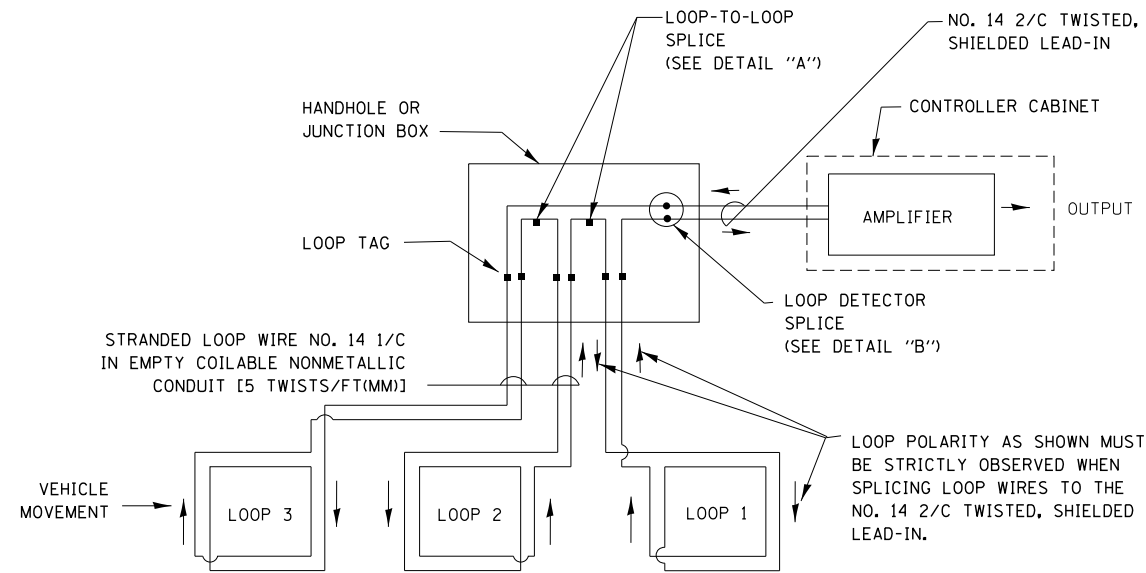 LOOP-TO-LOOP
SPLICE
(SEE DETAIL "A")
NO. 14 2/C TWISTED,
SHIELDED LEAD-IN
HANDHOLE OR
JUNCTION BOX
CONTROLLER CABINET
AMPLIFIER
OUTPUT
LOOP TAG
LOOP DETECTOR
SPLICE
(SEE DETAIL "B")
STRANDED LOOP WIRE NO. 14 1/C
IN EMPTY COILABLE NONMETALLIC
CONDUIT [5 TWISTS/FT(MM)]
LOOP POLARITY AS SHOWN MUST
BE STRICTLY OBSERVED WHEN
SPLICING LOOP WIRES TO THE
NO. 14 2/C TWISTED, SHIELDED
LEAD-IN.
VEHICLE
MOVEMENT
LOOP 3
LOOP 2
LOOP 1